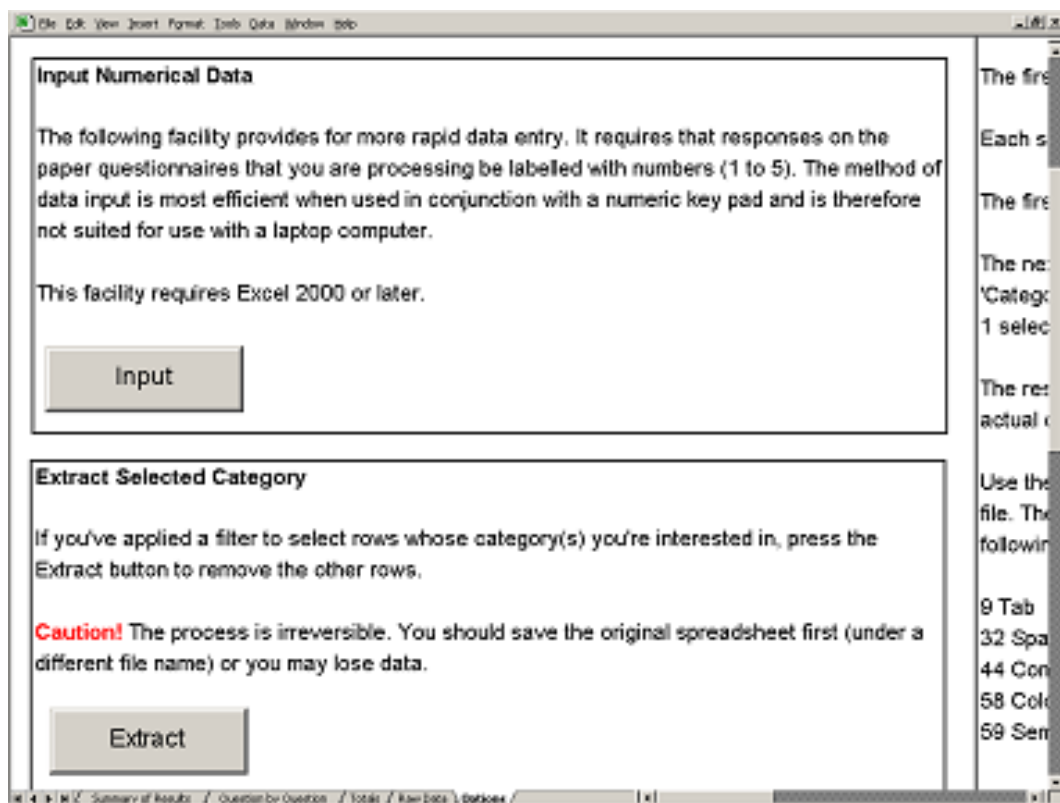 File Edit View Insert Format Tools Data Window Help
Input Numerical Data
The following facility provides for more rapid data entry. It requires that responses on the
paper questionnaires that you are processing be labelled with numbers (1 to 5). The method of
data input is most efficient when used in conjunction with a numeric key pad and is therefore
not suited for use with a laptop computer.
This facility requires Excel 2000 or later.
Input
Extract Selected Category
If you've applied a filter to select rows whose category(s) you're interested in, press the
Extract button to remove the other rows.
Caution! The process is irreversible. You should save the original spreadsheet first (under a
different file name) or you may lose data.
Extract
The firs
Each s
The firs
The ne
'Catego
1 selec
The res
actual
Use the
file. The
followin
9 Tab
32 Spa
44 Com
58 Colo
59 Sem
Summary of Results / Question by Question / Totals / Raw Data \ Options /